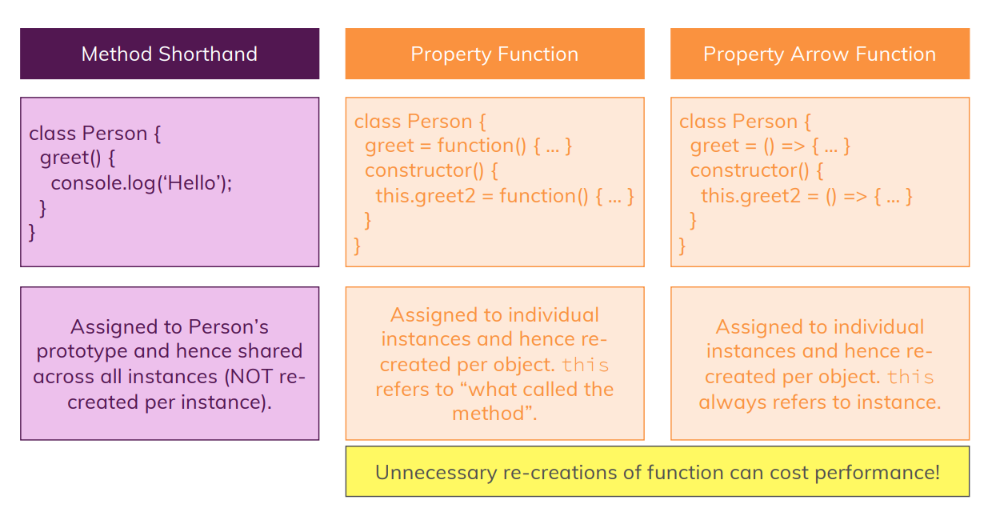 Method Shorthand
class Person {
greet() {
console.log(‘Hello’);
}
}
Assigned to Person’s
prototype and hence shared
across all instances (NOT re-
created per instance).
Property Function
class Person {
greet = function() { ... }
constructor() {
this.greet2 = function() { ... }
}
}
Assigned to individual
instances and hence re-
created per object. this
refers to “what called the
method”.
Property Arrow Function
class Person {
greet = () => { ... }
constructor() {
this.greet2 = () => { ... }
}
}
Assigned to individual
instances and hence re-
created per object. this
always refers to instance.
Unnecessary re-creations of function can cost performance!